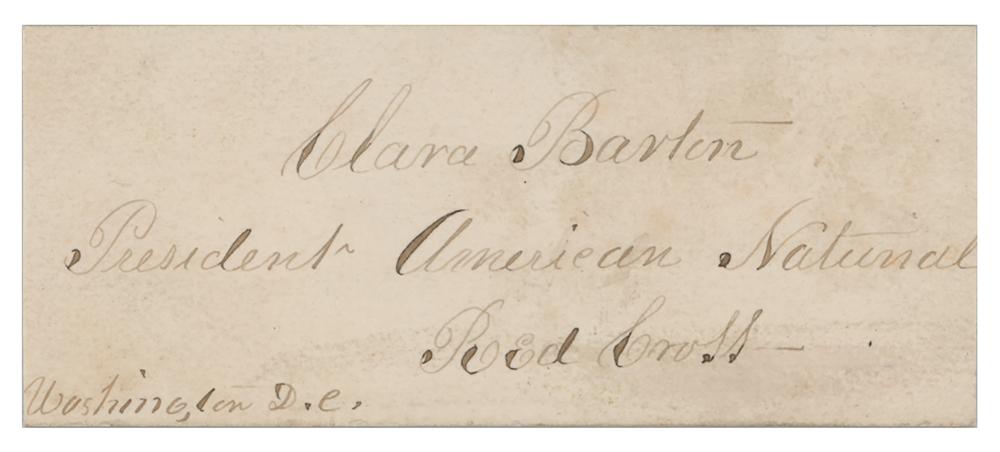 Clara Barton
President American National
Red Cross —
Washington D.C.